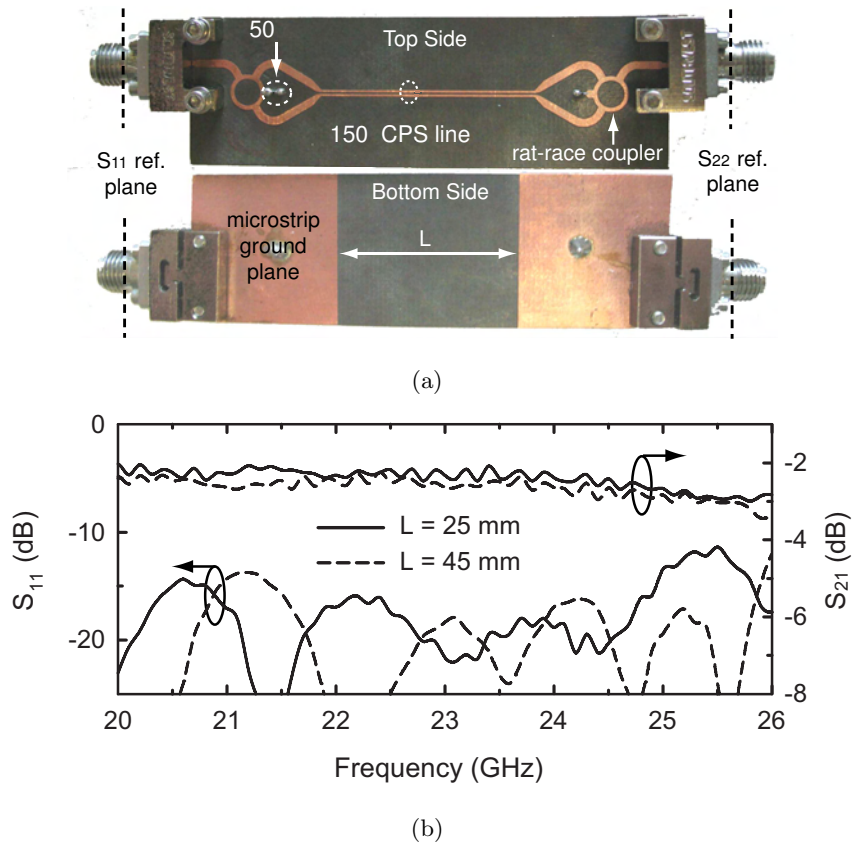 50
Top Side
150 CPS line
rat-race coupler
S11 ref.
plane
S22 ref.
plane
Bottom Side
microstrip
ground
plane
L
(a)
0
-10
-20
S11 (dB)
-2
-4
-6
-8
S21 (dB)
L = 25 mm
L = 45 mm
20
21
22
23
24
25
26
Frequency (GHz)
(b)